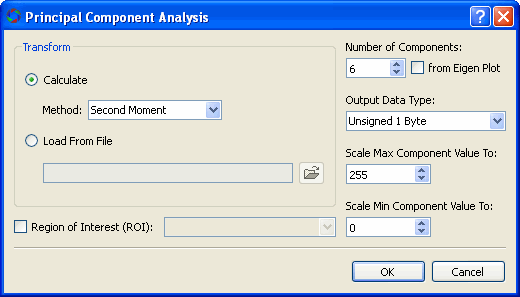 Principal Component Analysis
Transform
Calculate
Method: Second Moment
Load From File
Region of Interest (ROI):
Number of Components:
6 from Eigen Plot
Output Data Type:
Unsigned 1 Byte
Scale Max Component Value To:
255
Scale Min Component Value To:
0
OK Cancel